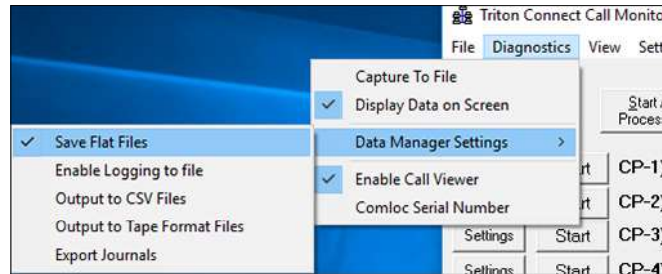 Triton Connect Call Monito
File Diagnostics View Sett
Capture To File
Display Data on Screen
Data Manager Settings
Enable Call Viewer
Comloc Serial Number
Save Flat Files
Enable Logging to file
Output to CSV Files
Output to Tape Format Files
Export Journals
Start A
Proces
rt CP-1)
rt CP-2)
Settings Start CP-3)
Settings Start CP-4)